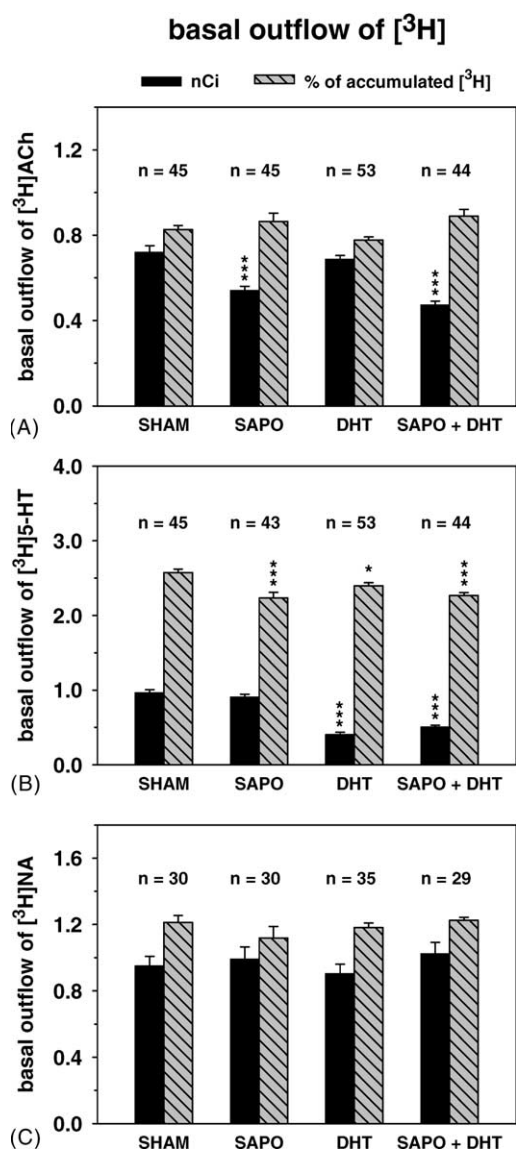 basal outflow of [³H]
nCi
% of accumulated [³H]
basal outflow of [³H]ACh
1.2
0.8
0.4
0.0
n = 45
n = 45
n = 53
n = 44
***
***
SHAM
SAPO
DHT
SAPO + DHT
(A)
basal outflow of [³H]5-HT
4.0
3.0
2.0
1.0
0.0
n = 45
n = 43
n = 53
n = 44
***
*
***
***
***
SHAM
SAPO
DHT
SAPO + DHT
(B)
basal outflow of [³H]NA
1.6
1.2
0.8
0.4
0.0
n = 30
n = 30
n = 35
n = 29
SHAM
SAPO
DHT
SAPO + DHT
(C)